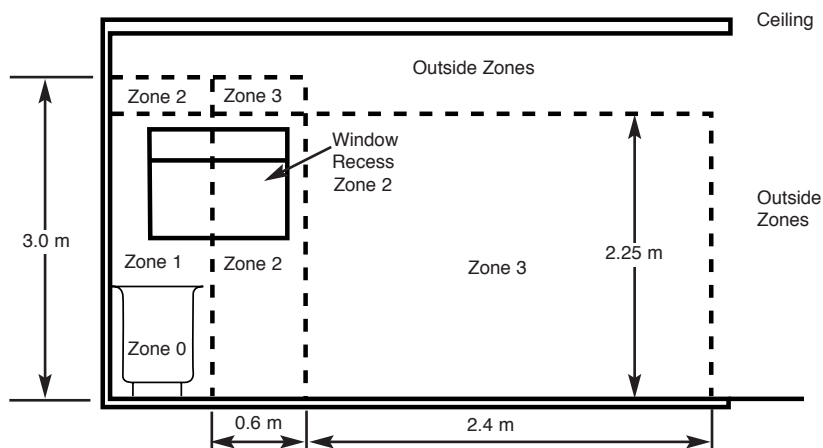 Ceiling
Outside Zones
Zone 2
Zone 3
Window
Recess
Zone 2
Outside
Zones
3.0 m
Zone 1
Zone 2
Zone 3
2.25 m
Zone 0
0.6 m
2.4 m